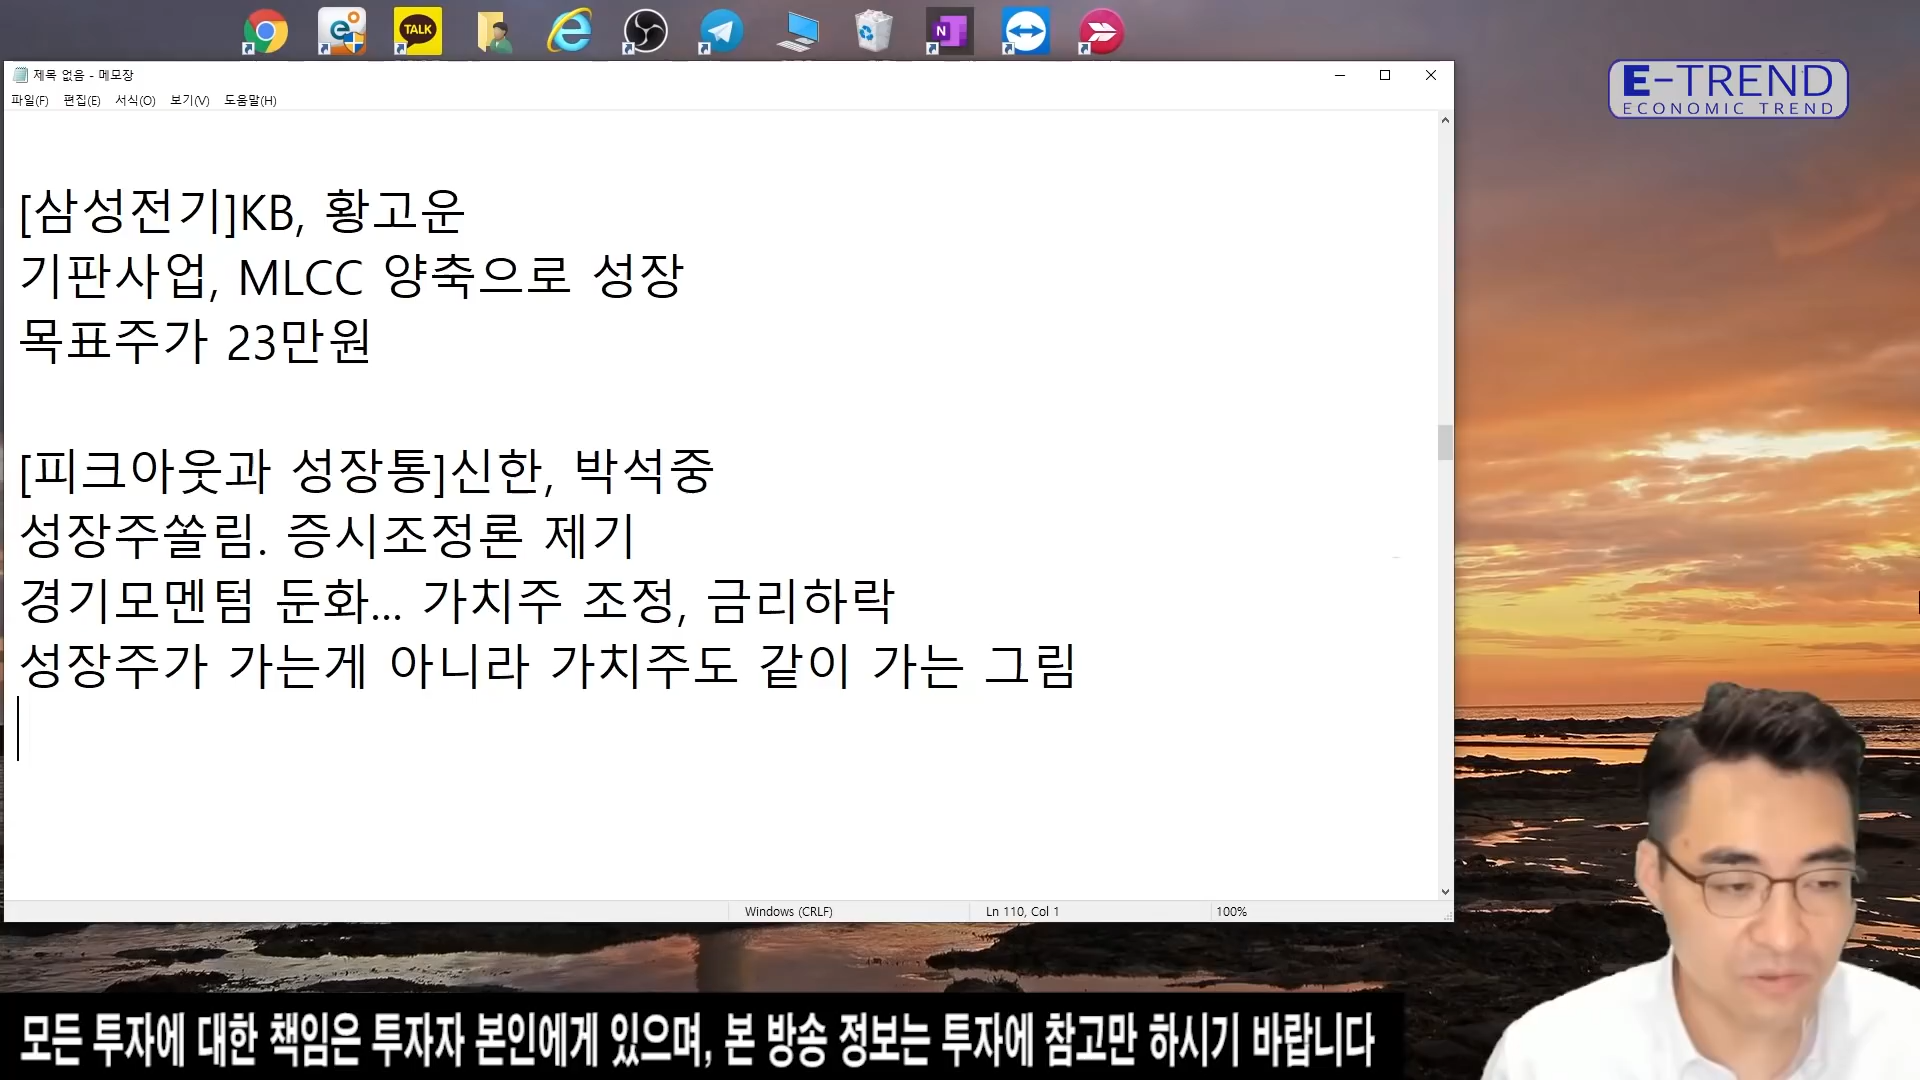 TALK
N
E-TREND
ECONOMIC TREND
제목 없음 - 메모장
파일(F) 편집(E) 서식(O) 보기(V) 도움말(H)
[삼성전기]KB, 황고운
기판사업, MLCC 양축으로 성장
목표주가 23만원
[피크아웃과 성장통]신한, 박석중
성장주쏠림. 증시조정론 제기
경기모멘텀 둔화... 가치주 조정, 금리하락
성장주가 가는게 아니라 가치주도 같이 가는 그림
Windows (CRLF) Ln 110, Col 1 100%
모든 투자에 대한 책임은 투자자 본인에게 있으며, 본 방송 정보는 투자에 참고만 하시기 바랍니다